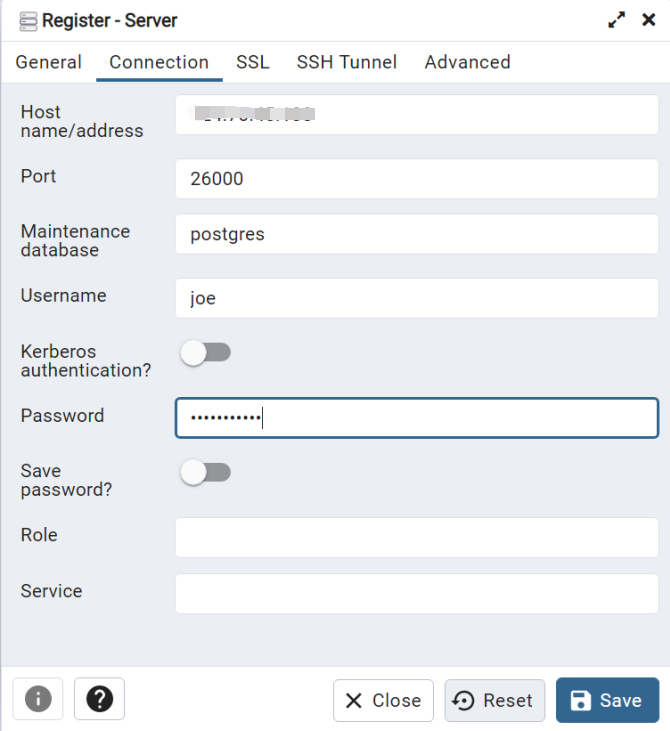 Register - Server
General Connection SSL SSH Tunnel Advanced
Host
name/address
Port
26000
Maintenance
database
postgres
Username
joe
Kerberos
authentication?
Password
•••••••••••
Save
password?
Role
Service
Close Reset Save